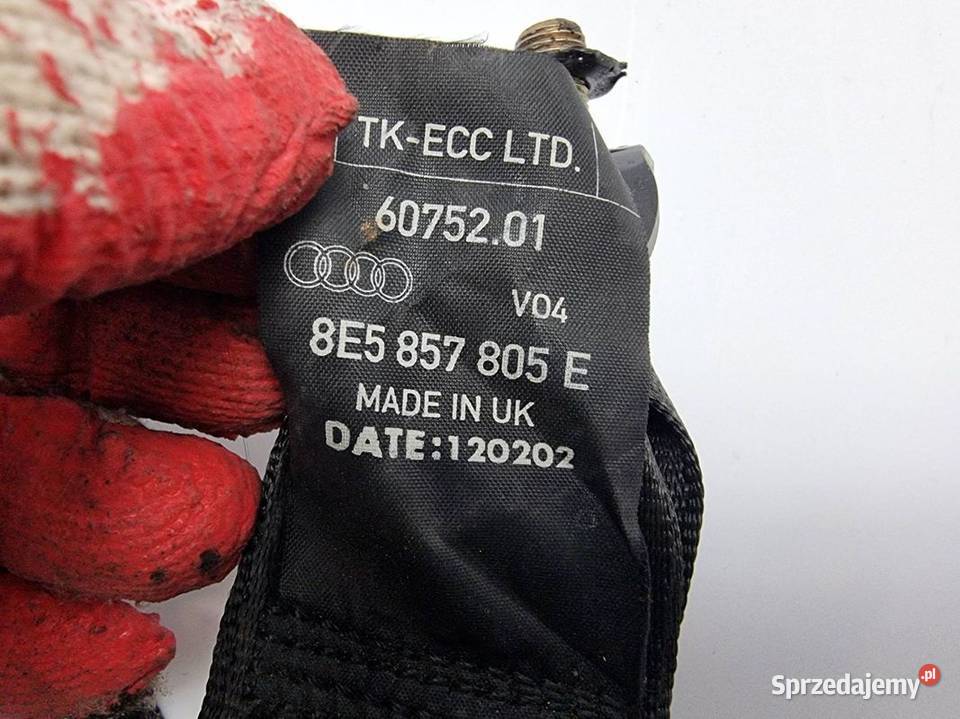 TK-ECC LTD.
60752.01
V04
8E5 857 805 E
MADE IN UK
DATE:120202
Sprzedajemy.pl